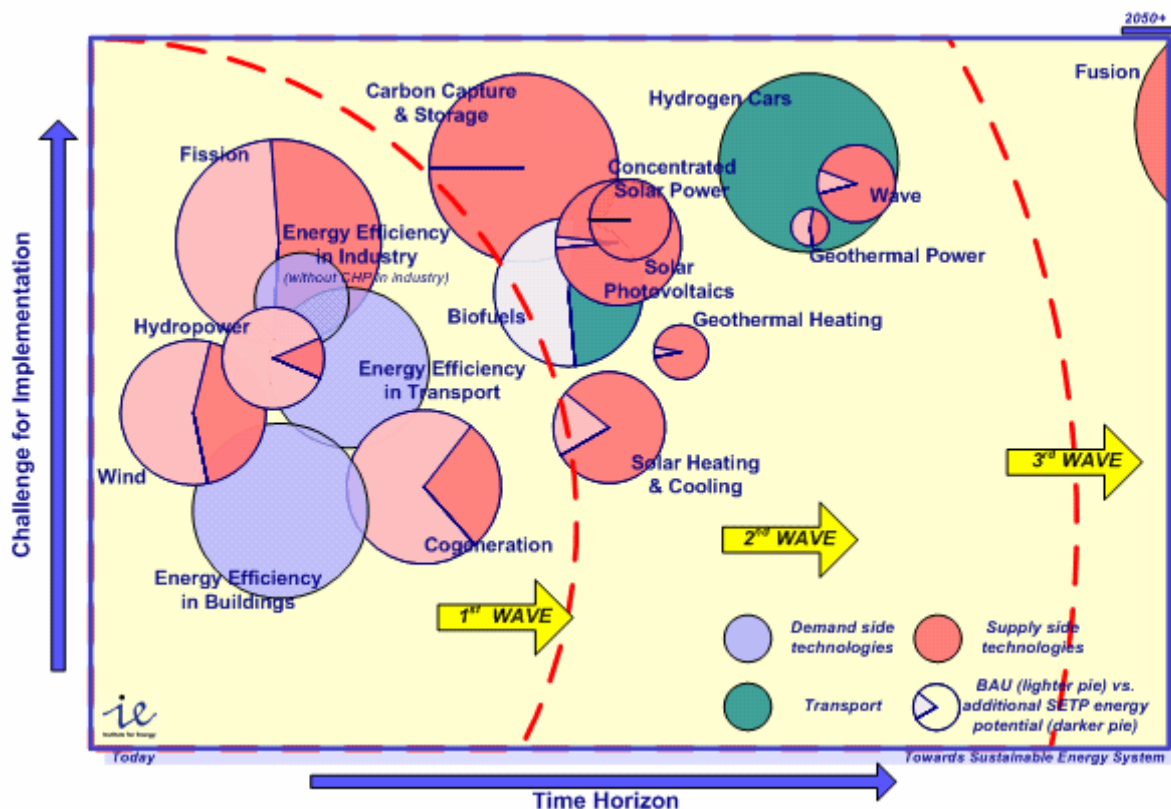 2050+
Fusion
Carbon Capture
& Storage
Hydrogen Cars
Fission
Concentrated
Solar Power
Wave
Energy Efficiency
in Industry
(without CHP in industry)
Geothermal Power
Solar
Photovoltaics
Hydropower
Biofuels
Geothermal Heating
Energy Efficiency
in Transport
Wind
Solar Heating
& Cooling
3rd WAVE
Cogeneration
2nd WAVE
Energy Efficiency
in Buildings
1st WAVE
Demand side
technologies
Supply side
technologies
Transport
BAU (lighter pie) vs.
additional SETP energy
potential (darker pie)
ie
Institute for Energy
Today
Towards Sustainable Energy System
Time Horizon
Challenge for Implementation